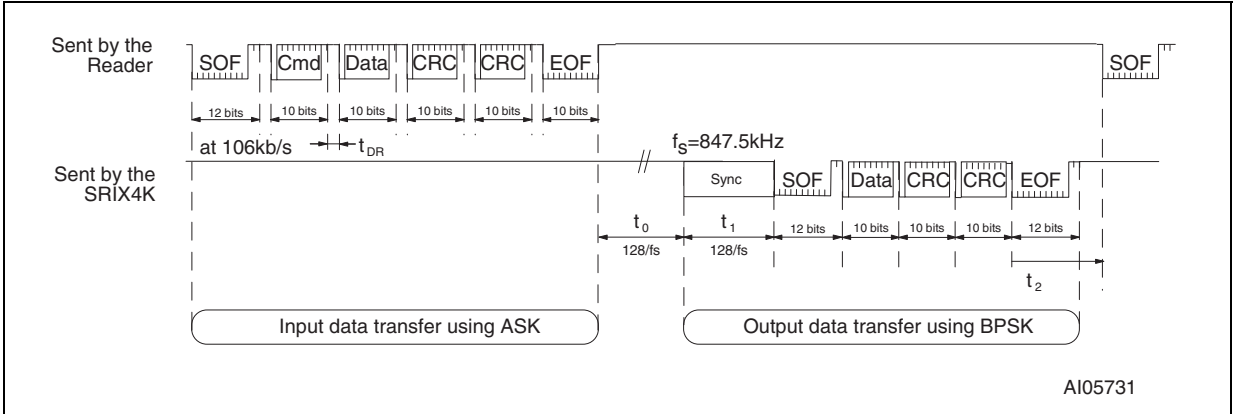 Sent by the Reader
SOF Cmd Data CRC CRC EOF SOF
12 bits 10 bits 10 bits 10 bits 10 bits 10 bits
at 106kb/s tDR fs=847.5kHz
Sent by the SRIX4K
Sync SOF Data CRC CRC EOF
t0 t1 12 bits 10 bits 10 bits 10 bits 12 bits
128/fs 128/fs
t2
Input data transfer using ASK Output data transfer using BPSK
AI05731